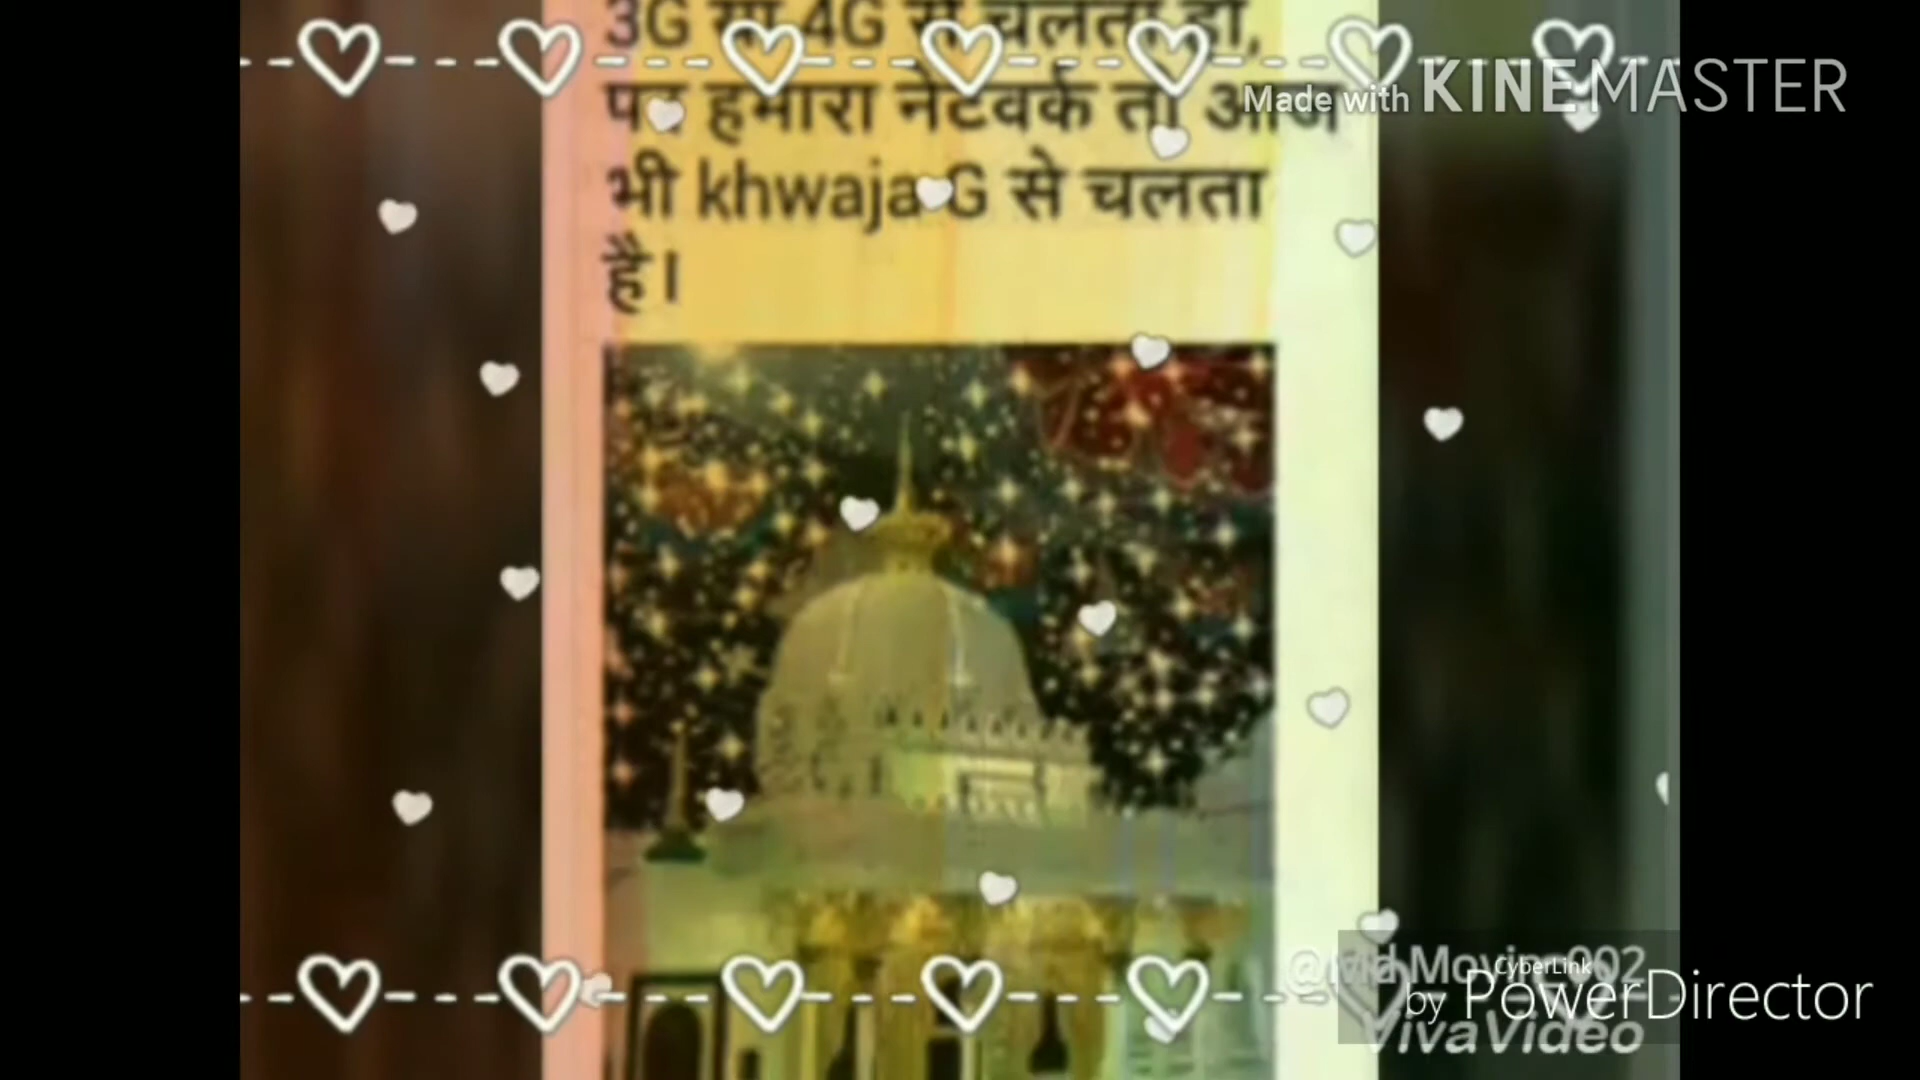 3G या 4G से चलता हो,
Made with KINEMASTER
पर हमारा नेटवर्क तो आज
भी khwaja G से चलता
है।
CyberLink
by PowerDirector
VivaVideo